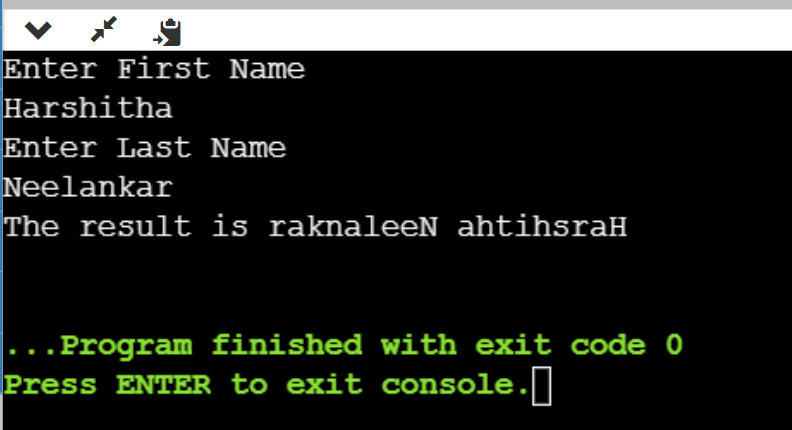 Enter First Name
Harshitha
Enter Last Name
Neelankar
The result is raknaleeN ahtihsraH
...Program finished with exit code 0
Press ENTER to exit console.